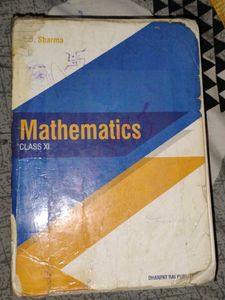 Sharma
Mathematics
CLASS XI
DHANPAT RAI